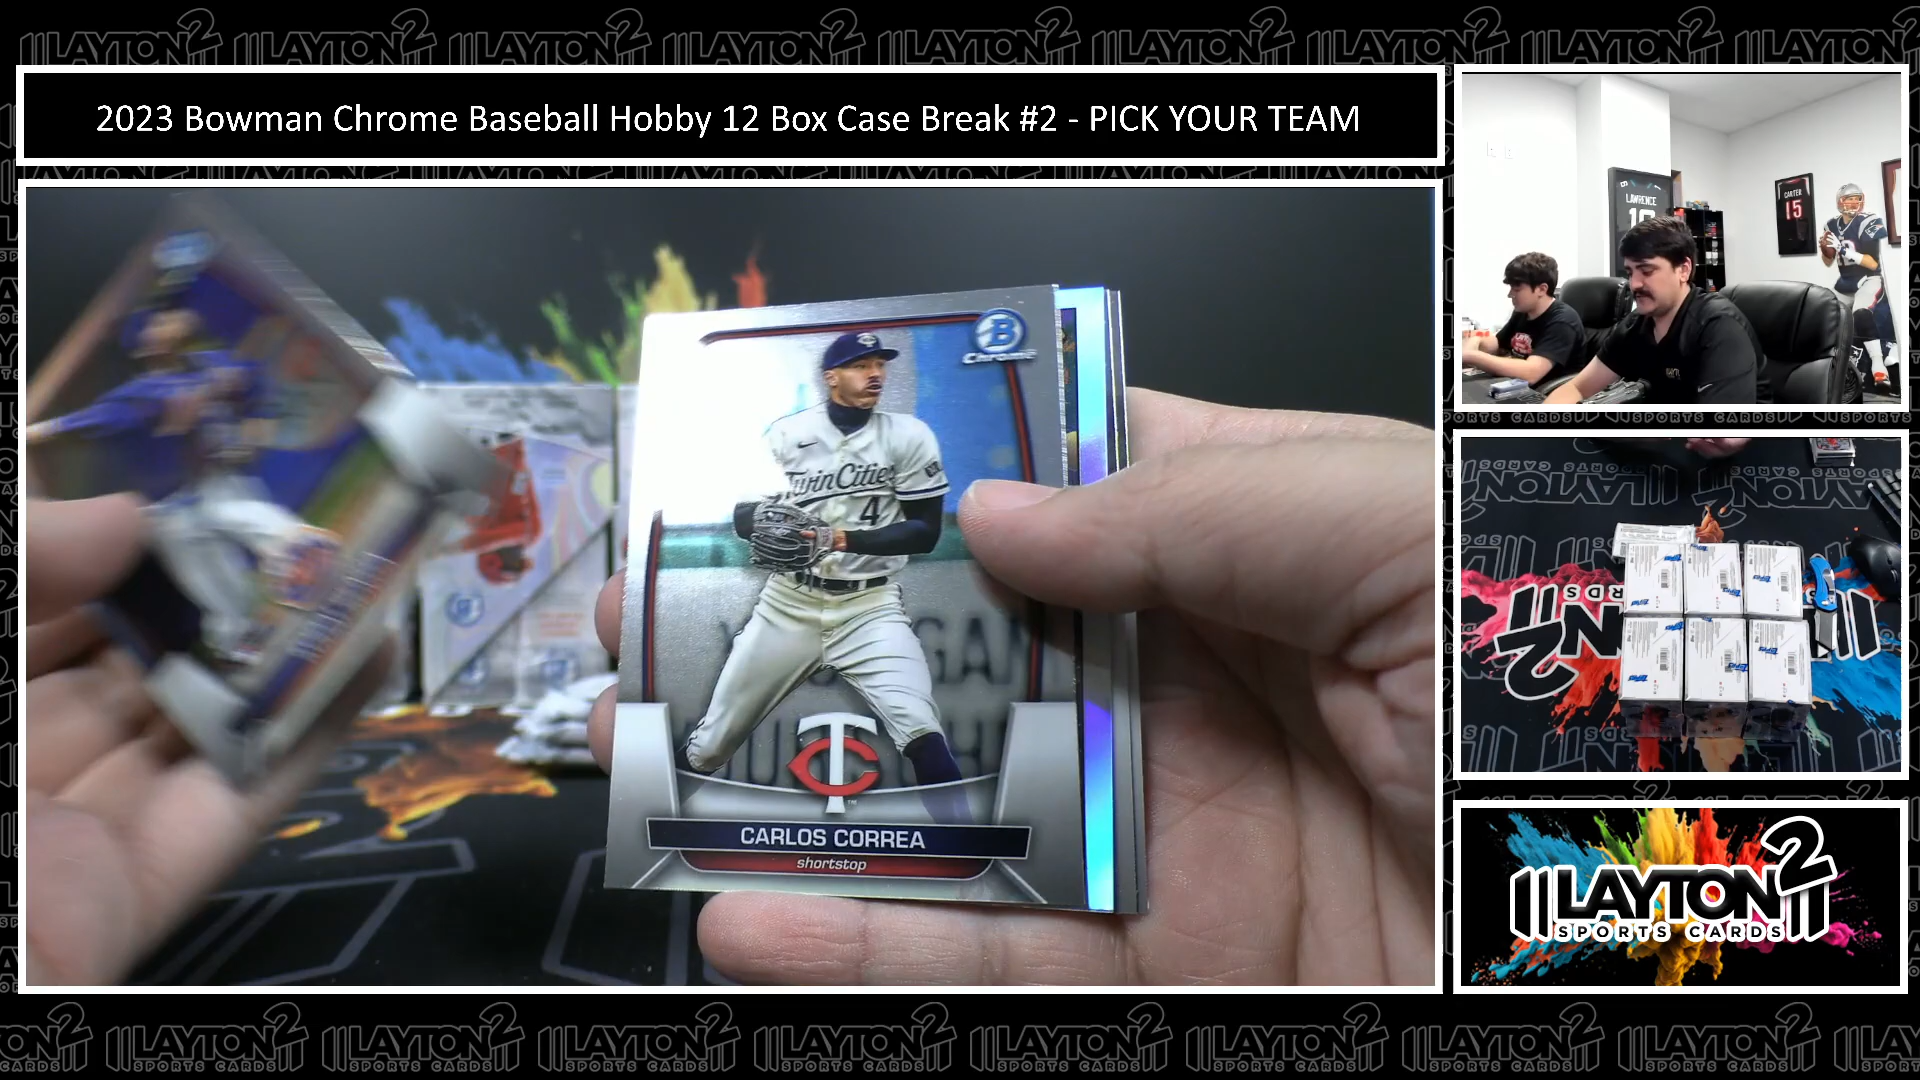 2023 Bowman Chrome Baseball Hobby 12 Box Case Break #2 - PICK YOUR TEAM
B
Chrome
Twin Cities
4
TC
CARLOS CORREA
shortstop
LAWRENCE
CARTER
15
LAYTON 2
SPORTS CARDS